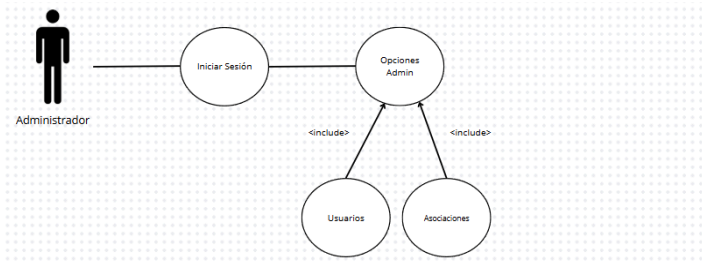 Administrador
Iniciar Sesión
Opciones
Admin
<include>
<include>
Usuarios
Asociaciones